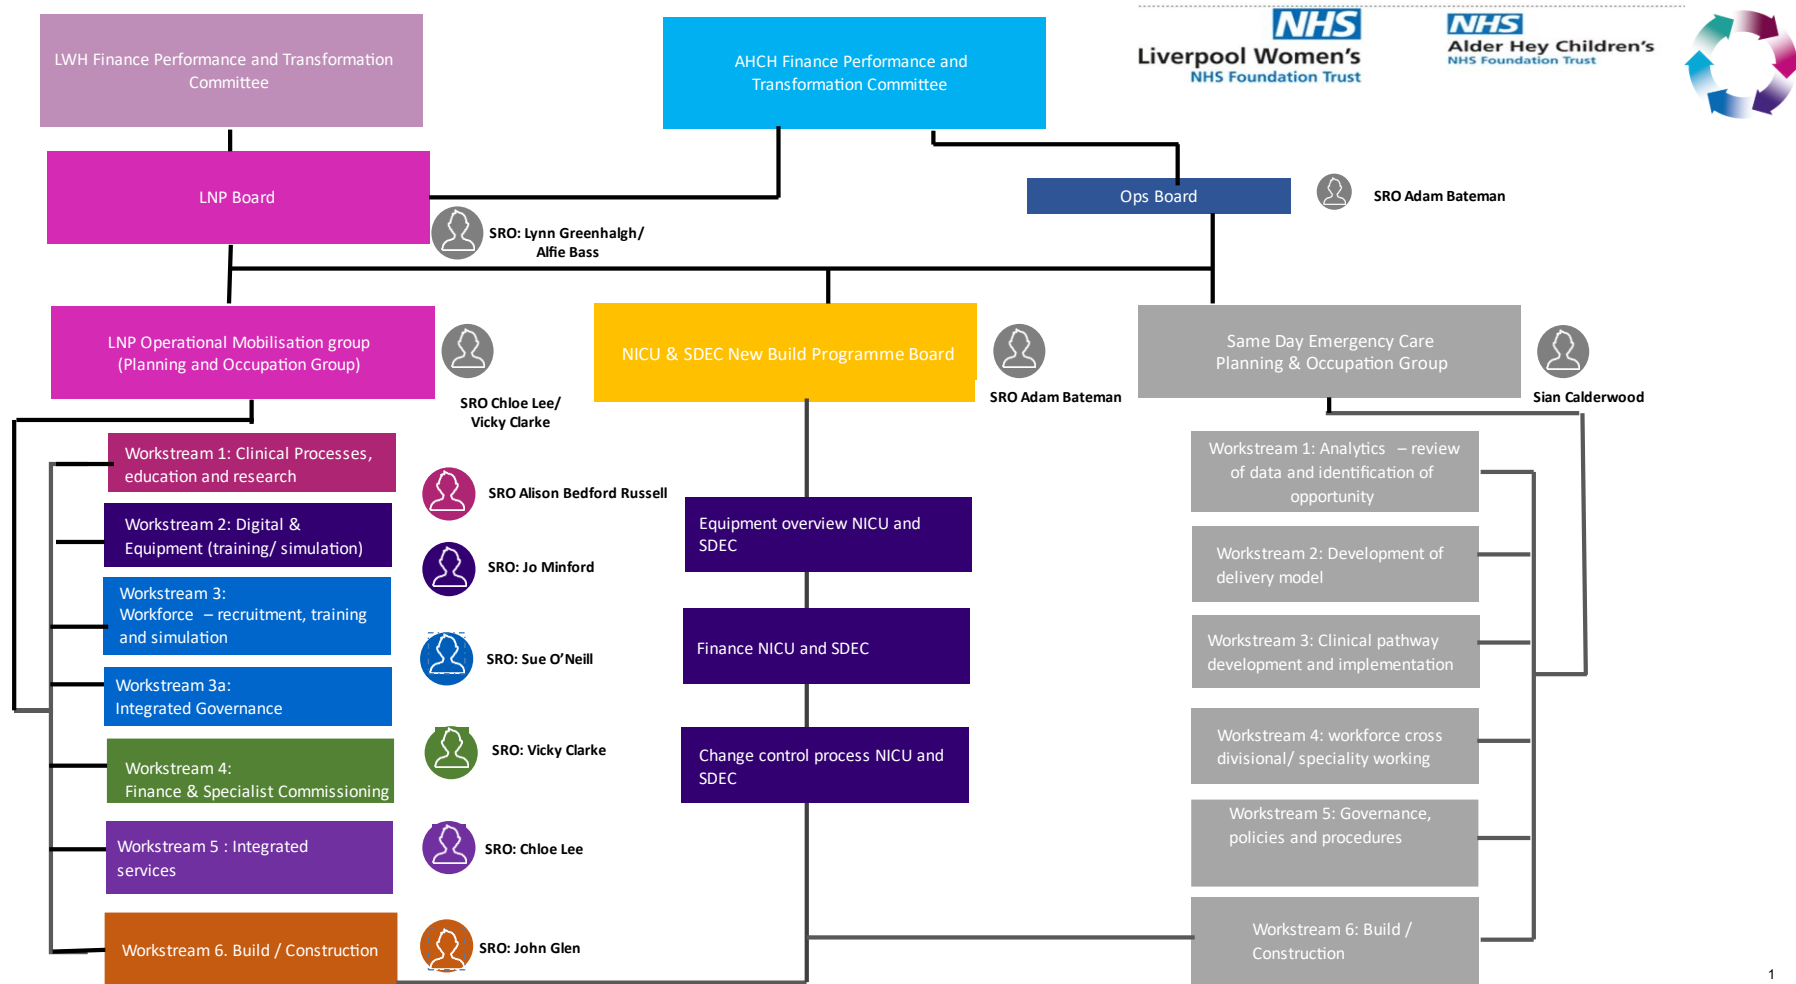 LWH Finance Performance and Transformation
Committee
AHCH Finance Performance and
Transformation Committee
NHS
Liverpool Women's
NHS Foundation Trust
NHS
Alder Hey Children's
NHS Foundation Trust
LNP Board
SRO: Lynn Greenhalgh/
Alfie Bass
Ops Board
SRO Adam Bateman
LNP Operational Mobilisation group
(Planning and Occupation Group)
SRO Chloe Lee/
Vicky Clarke
NICU & SDEC New Build Programme Board
SRO Adam Bateman
Same Day Emergency Care
Planning & Occupation Group
Sian Calderwood
Workstream 1: Clinical Processes,
education and research
SRO Alison Bedford Russell
Workstream 2: Digital &
Equipment (training/ simulation)
SRO: Jo Minford
Workstream 3:
Workforce – recruitment, training
and simulation
SRO: Sue O’Neill
Workstream 3a:
Integrated Governance
Workstream 4:
Finance & Specialist Commissioning
SRO: Vicky Clarke
Workstream 5 : Integrated
services
SRO: Chloe Lee
Workstream 6. Build / Construction
SRO: John Glen
Equipment overview NICU and
SDEC
Finance NICU and SDEC
Change control process NICU and
SDEC
Workstream 1: Analytics – review
of data and identification of
opportunity
Workstream 2: Development of
delivery model
Workstream 3: Clinical pathway
development and implementation
Workstream 4: workforce cross
divisional/ speciality working
Workstream 5: Governance,
policies and procedures
Workstream 6: Build /
Construction
1